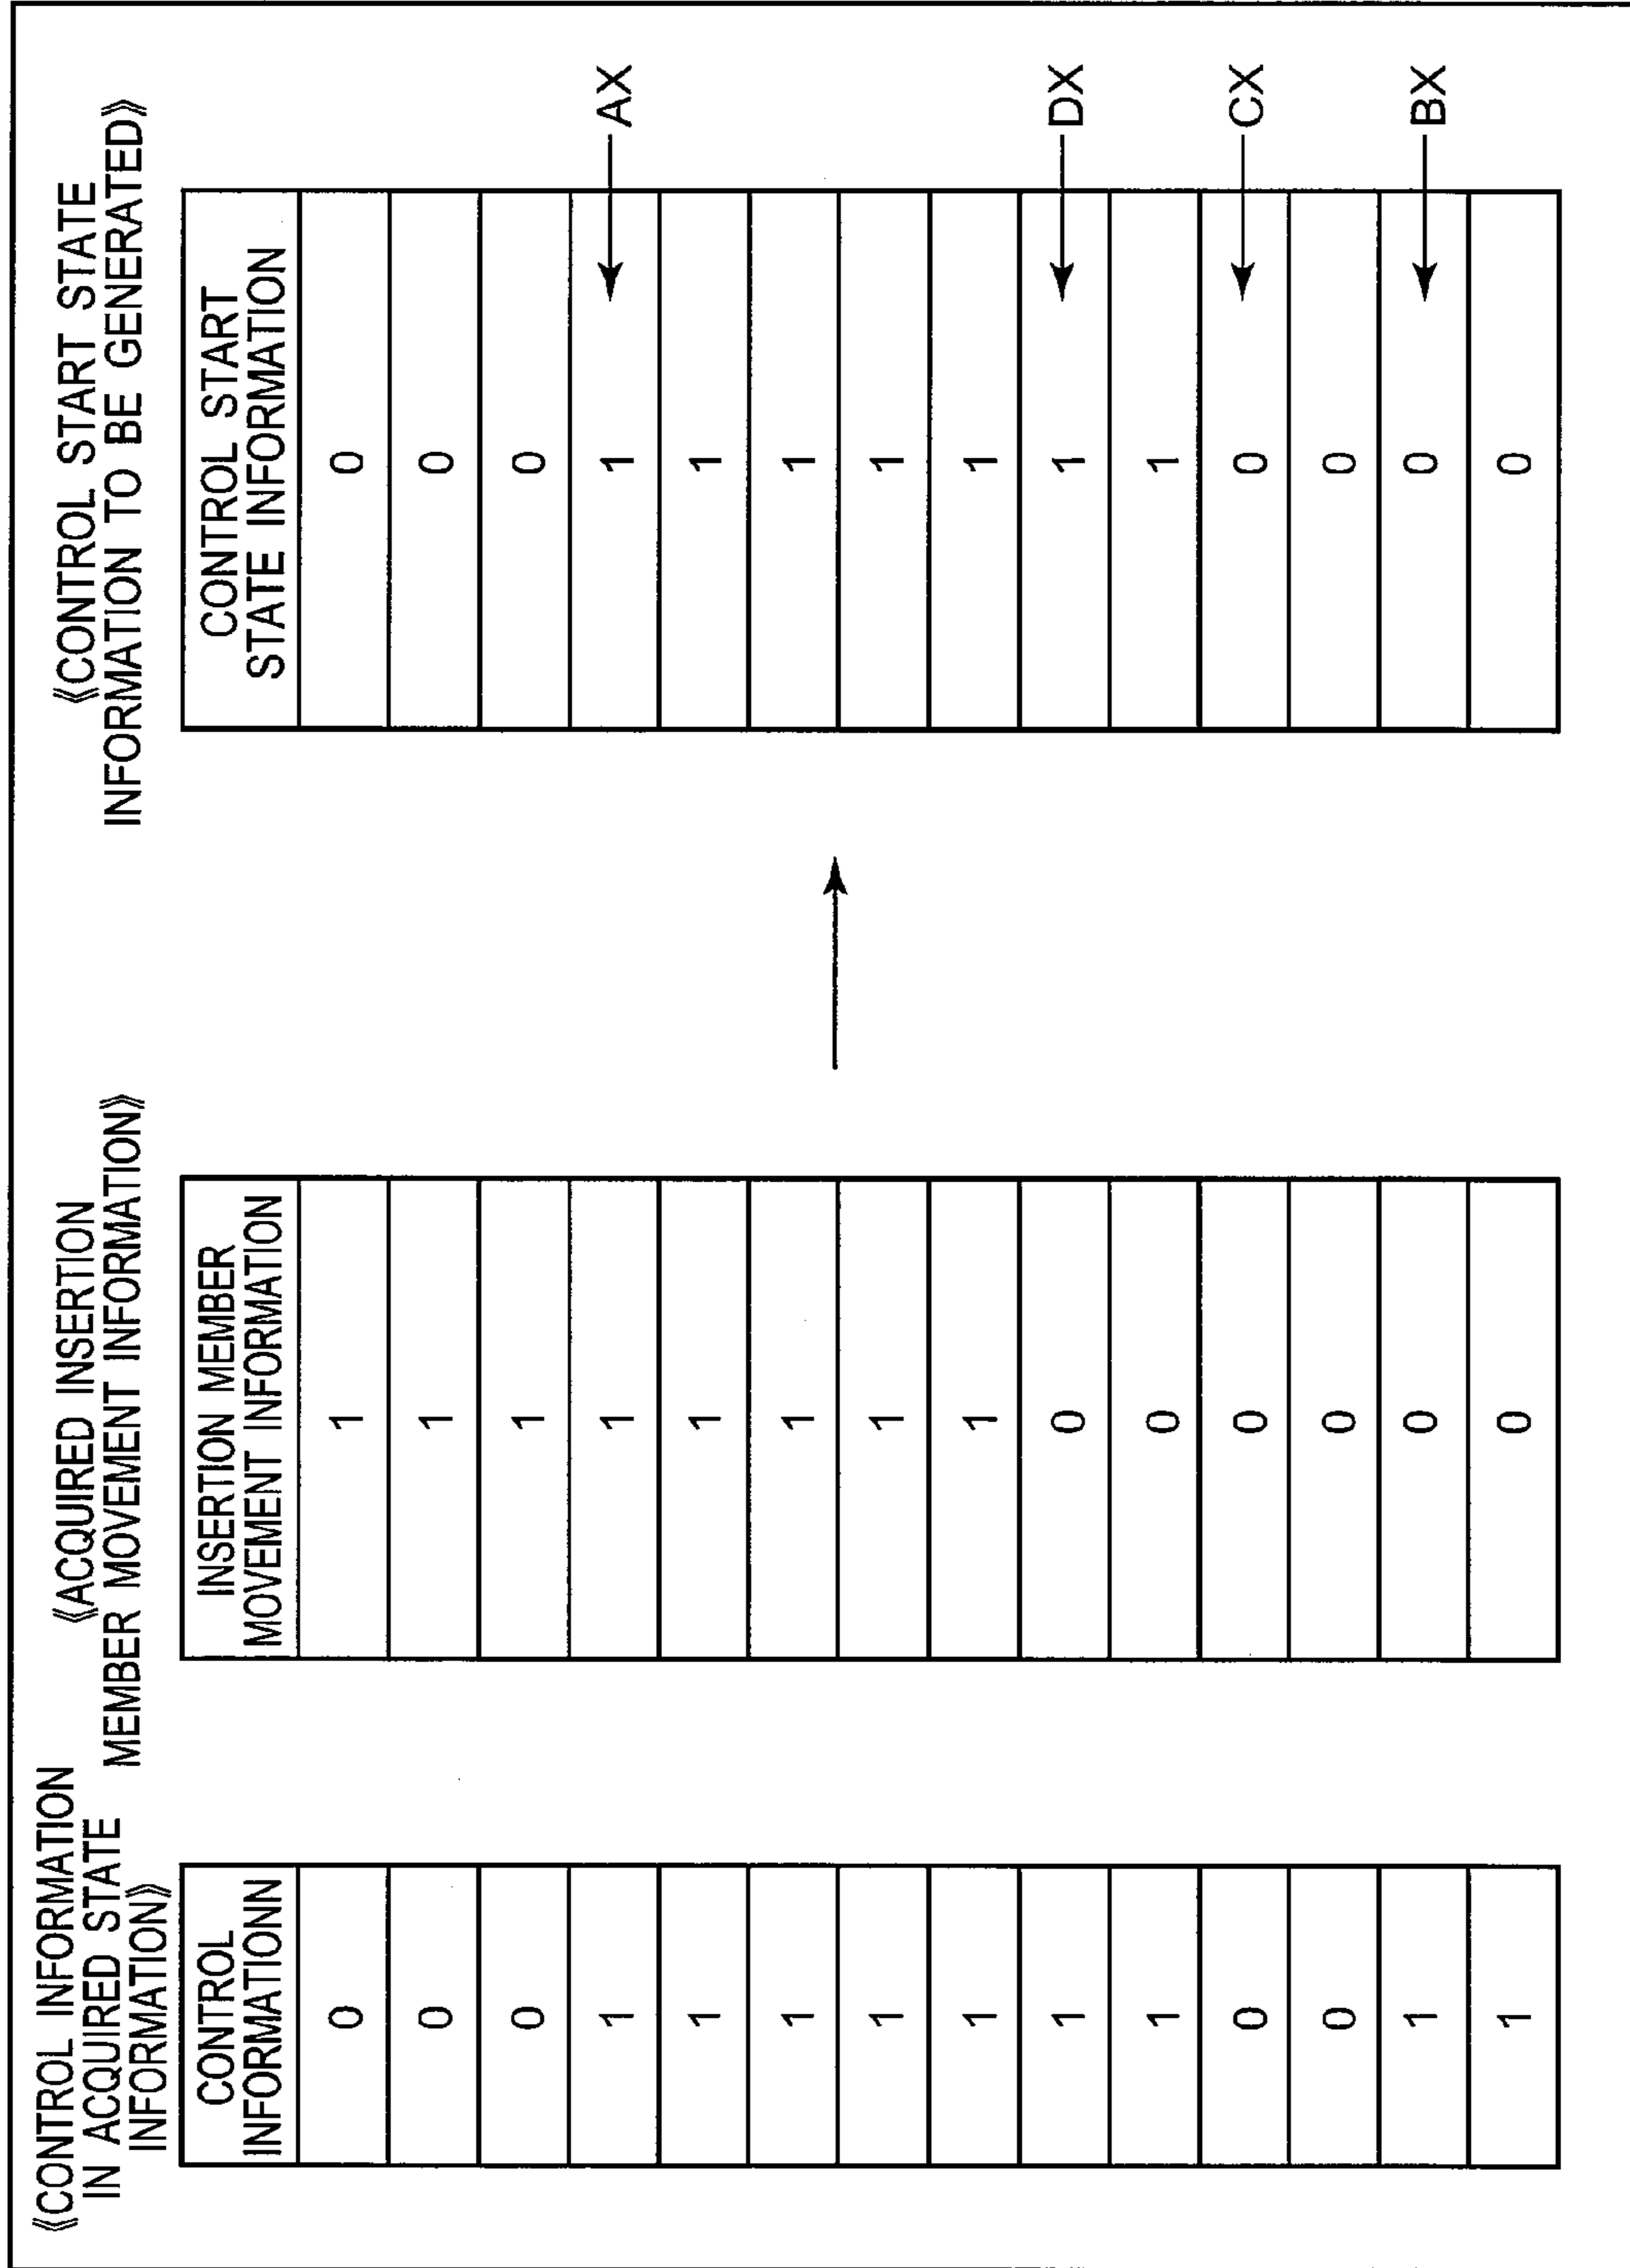 《CONTROL INFORMATION
IN ACQUIRED STATE
INFORMATION》
CONTROL
INFORMATIONN
0
0
0
1
1
1
1
1
1
1
0
0
1
1
《ACQUIRED INSERTION
MEMBER MOVEMENT INFORMATION》
INSERTION MEMBER
MOVEMENT INFORMATION
1
1
1
1
1
1
1
1
0
0
0
0
0
0
《CONTROL START STATE
INFORMATION TO BE GENERATED》
CONTROL START
STATE INFORMATION
0
0
0
1
1
1
1
1
1
1
0
0
0
0
AX
DX
CX
BX